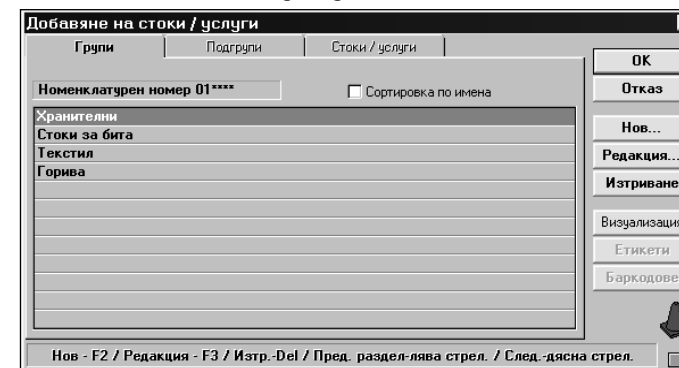 Добавяне на стоки / услуги
Групи
Подгрупи
Стоки / услуги
OK
Номенклатурен номер 01****
Сортировка по имена
Отказ
Хранителни
Стоки за бита
Текстил
Горива
Нов...
Редакция...
Изтриване
Визуализация
Етикети
Баркодове
Нов - F2 / Редакция - F3 / Изтр.-Del / Пред. раздел-лява стрел. / След.-дясна стрел.